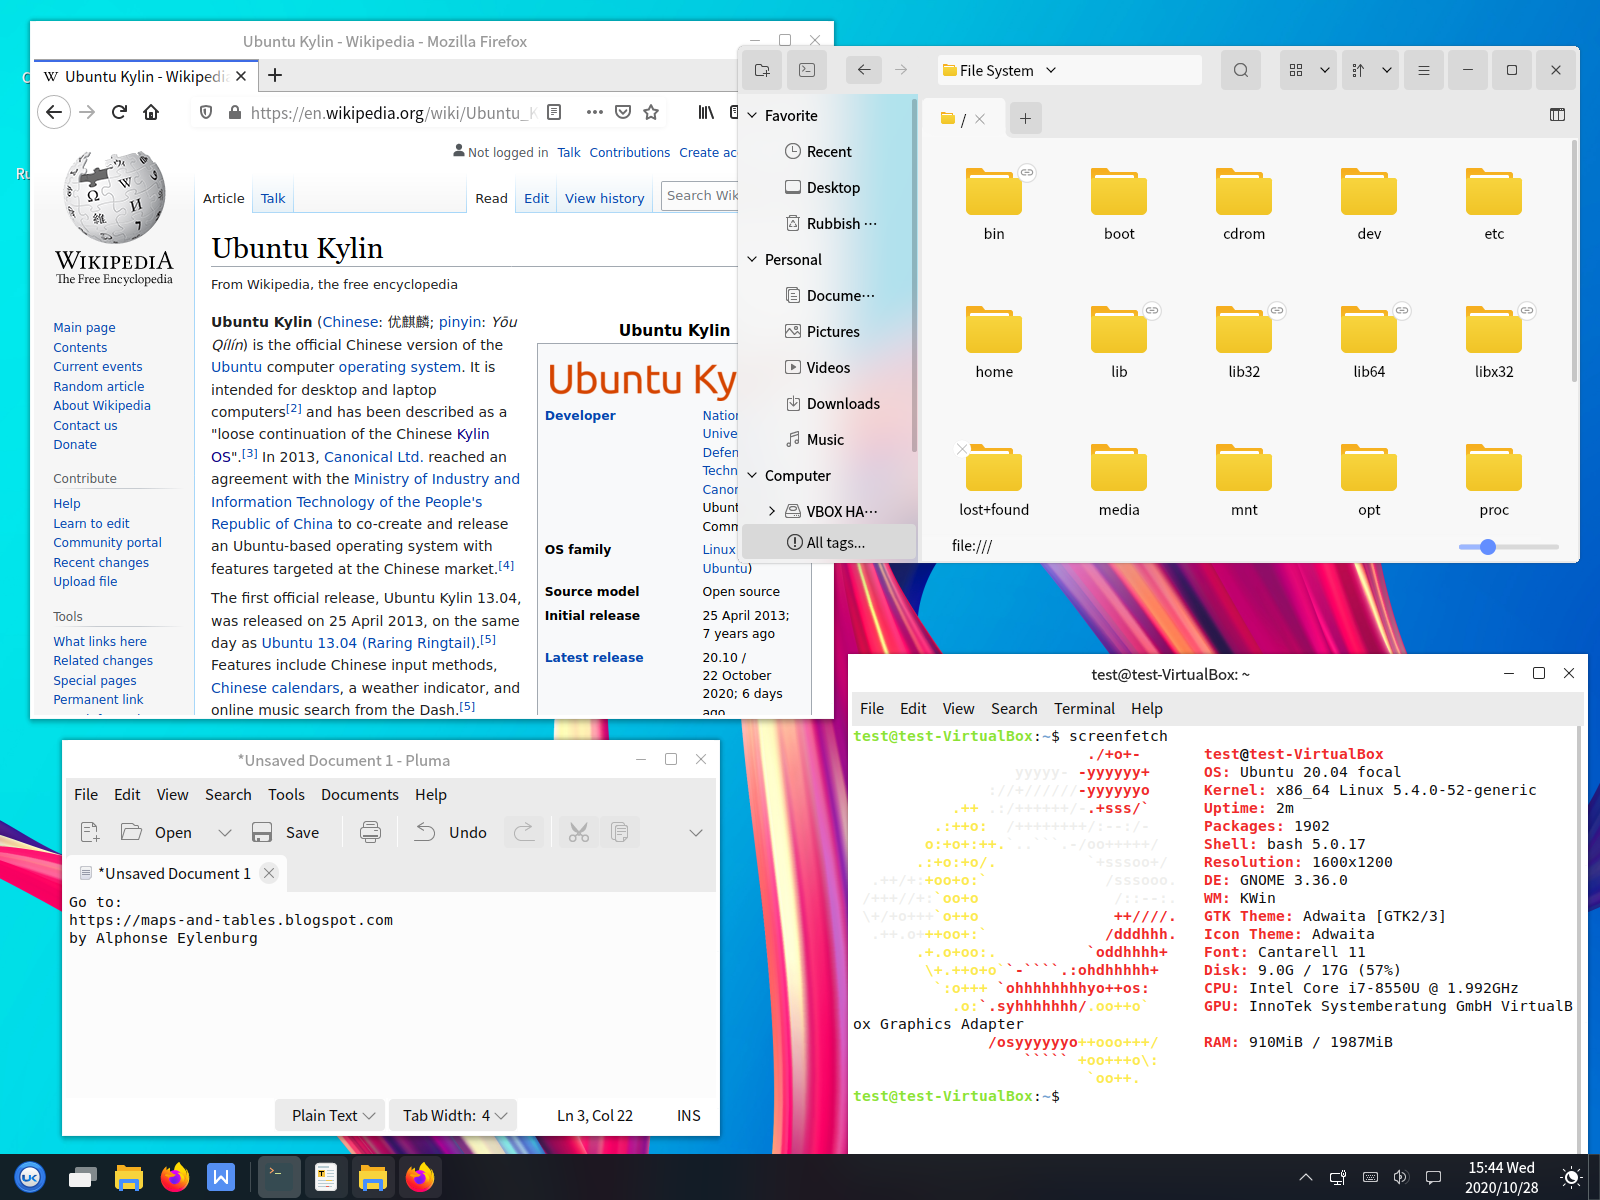 Ubuntu Kylin - Wikipedia - Mozilla Firefox
Ubuntu Kylin - Wikipedia
https://en.wikipedia.org/wiki/Ubuntu_K
WIKIPEDIA
The Free Encyclopedia
Main page
Contents
Current events
Random article
About Wikipedia
Contact us
Donate
Contribute
Help
Learn to edit
Community portal
Recent changes
Upload file
Tools
What links here
Related changes
Special pages
Permanent link
Not logged in Talk Contributions Create ac
Article Talk Read Edit View history Search Wik
Ubuntu Kylin
From Wikipedia, the free encyclopedia
Ubuntu Kylin (Chinese: 优麒麟; pinyin: Yōu
Qílín) is the official Chinese version of the
Ubuntu computer operating system. It is
intended for desktop and laptop
computers[2] and has been described as a
"loose continuation of the Chinese Kylin
OS".[3] In 2013, Canonical Ltd. reached an
agreement with the Ministry of Industry and
Information Technology of the People's
Republic of China to co-create and release
an Ubuntu-based operating system with
features targeted at the Chinese market.[4]
The first official release, Ubuntu Kylin 13.04,
was released on 25 April 2013, on the same
day as Ubuntu 13.04 (Raring Ringtail).[5]
Features include Chinese input methods,
Chinese calendars, a weather indicator, and
online music search from the Dash.[5]
Ubuntu Kylin
Ubuntu Ky
Developer Nation
Unive
Defen
Techn
Canon
Ubunt
Comm
OS family Linux
Ubuntu)
Source model Open source
Initial release 25 April 2013;
7 years ago
Latest release 20.10 /
22 October
2020; 6 days
ago
File System
Favorite
Recent
Desktop
Rubbish ···
Personal
Docume···
Pictures
Videos
Downloads
Music
Computer
VBOX HA···
All tags...
/
bin boot cdrom dev etc
home lib lib32 lib64 libx32
lost+found media mnt opt proc
file:///
*Unsaved Document 1 - Pluma
File Edit View Search Tools Documents Help
Open Save Undo
*Unsaved Document 1
Go to:
https://maps-and-tables.blogspot.com
by Alphonse Eylenburg
Plain Text Tab Width: 4 Ln 3, Col 22 INS
test@test-VirtualBox: ~
File Edit View Search Terminal Help
test@test-VirtualBox:~$ screenfetch
test@test-VirtualBox
OS: Ubuntu 20.04 focal
Kernel: x86_64 Linux 5.4.0-52-generic
Uptime: 2m
Packages: 1902
Shell: bash 5.0.17
Resolution: 1600x1200
DE: GNOME 3.36.0
WM: KWin
GTK Theme: Adwaita [GTK2/3]
Icon Theme: Adwaita
Font: Cantarell 11
Disk: 9.0G / 17G (57%)
CPU: Intel Core i7-8550U @ 1.992GHz
GPU: InnoTek Systemberatung GmbH VirtualB
ox Graphics Adapter
RAM: 910MiB / 1987MiB
test@test-VirtualBox:~$
UK
W
15:44 Wed
2020/10/28